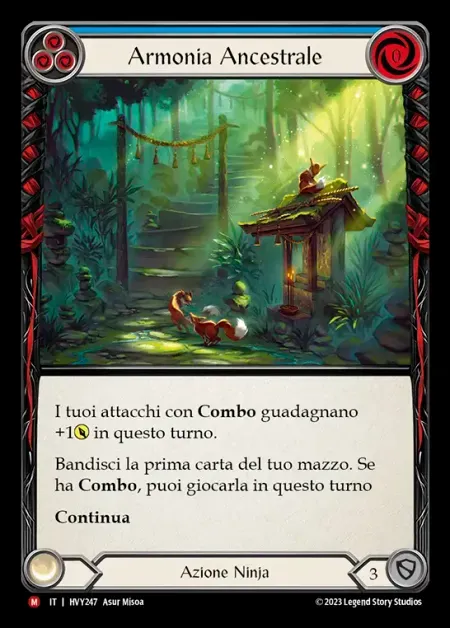 Armonia Ancestrale
0
I tuoi attacchi con Combo guadagnano
+1 in questo turno.
Bandisci la prima carta del tuo mazzo. Se
ha Combo, puoi giocarla in questo turno
Continua
Azione Ninja
3
M IT | HVY247 Asur Misoa
© 2023 Legend Story Studios